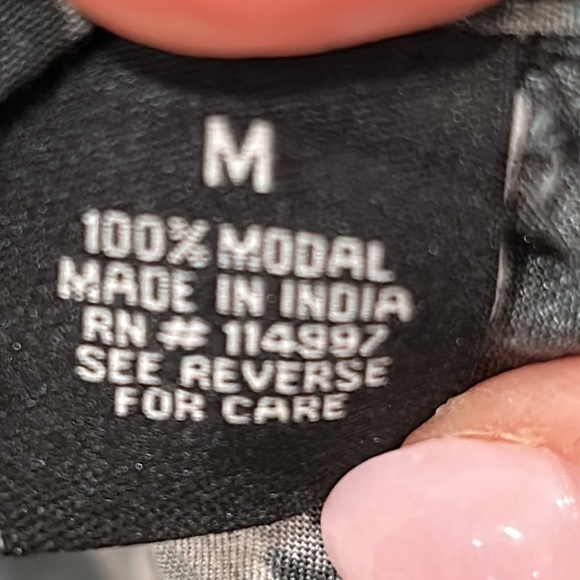 M
100% MODAL
MADE IN INDIA
RN # 114997
SEE REVERSE
FOR CARE